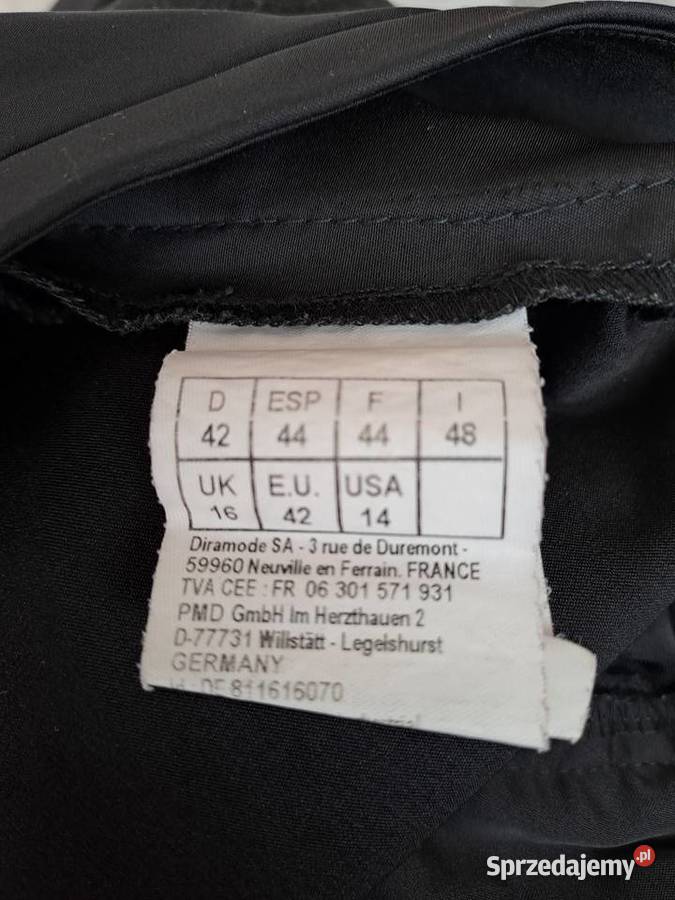 D ESP F I
42 44 44 48
UK E.U. USA
16 42 14
Diramode SA - 3 rue de Duremont -
59960 Neuville en Ferrain. FRANCE
TVA CEE : FR 06 301 571 931
PMD GmbH Im Herzthauen 2
D-77731 Willstätt - Legelshurst
GERMANY
DE 811616070
Sprzedajemy.pl